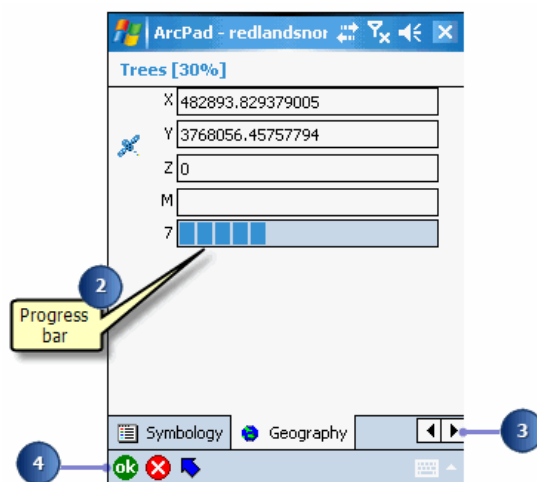 ArcPad - redlandsnor
Trees [30%]
X 482893.829379005
Y 3768056.45757794
Z 0
M
7
2
Progress
bar
Symbology Geography
3
4
ok